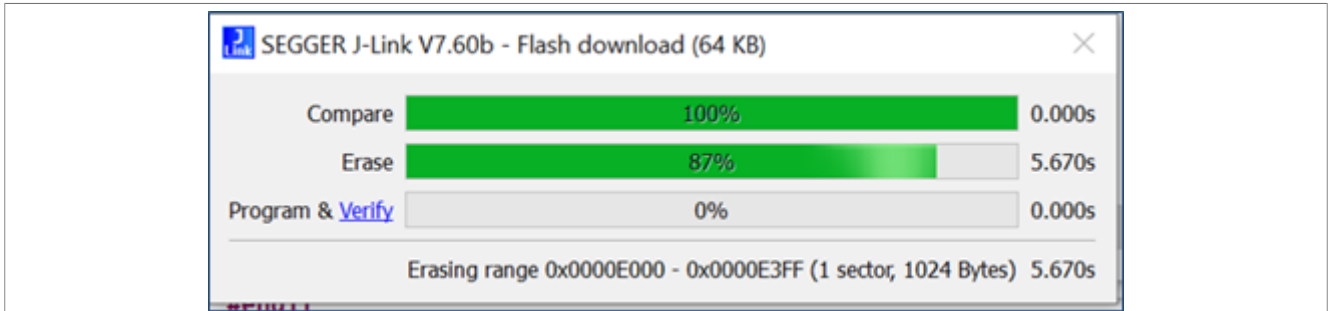 J Link SEGGER J-Link V7.60b - Flash download (64 KB)
Compare 100% 0.000s
Erase 87% 5.670s
Program & Verify 0% 0.000s
Erasing range 0x0000E000 - 0x0000E3FF (1 sector, 1024 Bytes) 5.670s